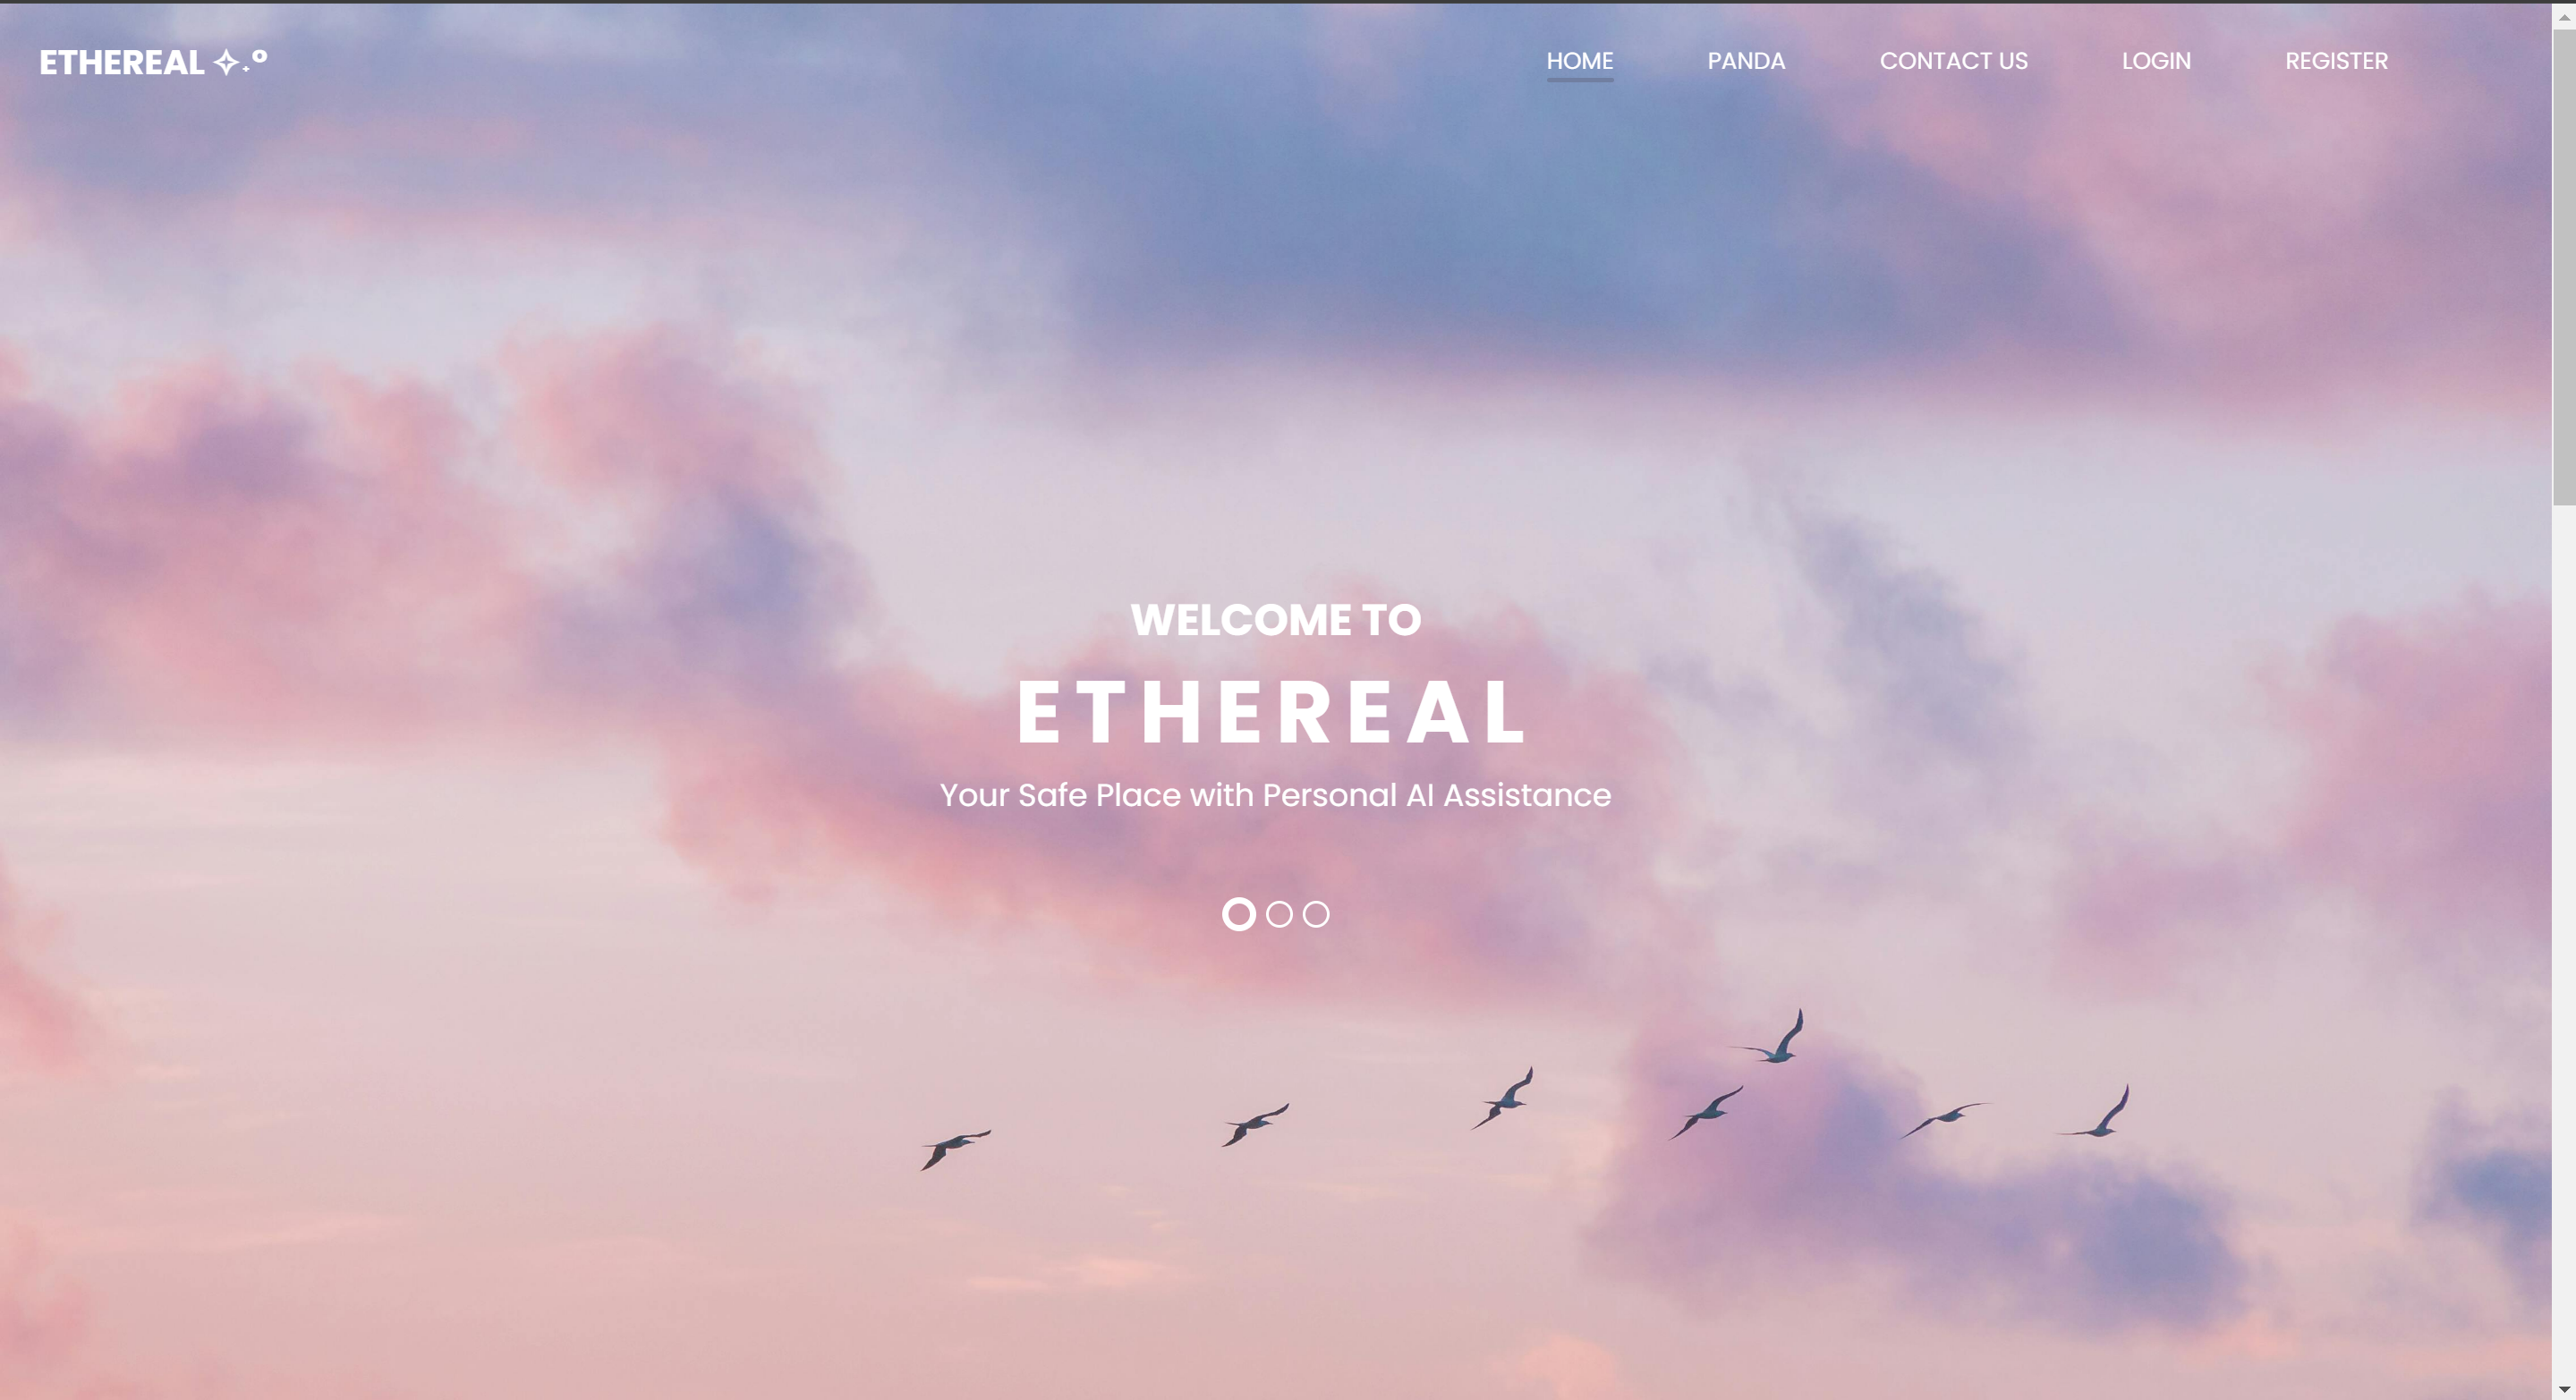 ETHEREAL ✧˖°
HOME PANDA CONTACT US LOGIN REGISTER
WELCOME TO
ETHEREAL
Your Safe Place with Personal AI Assistance